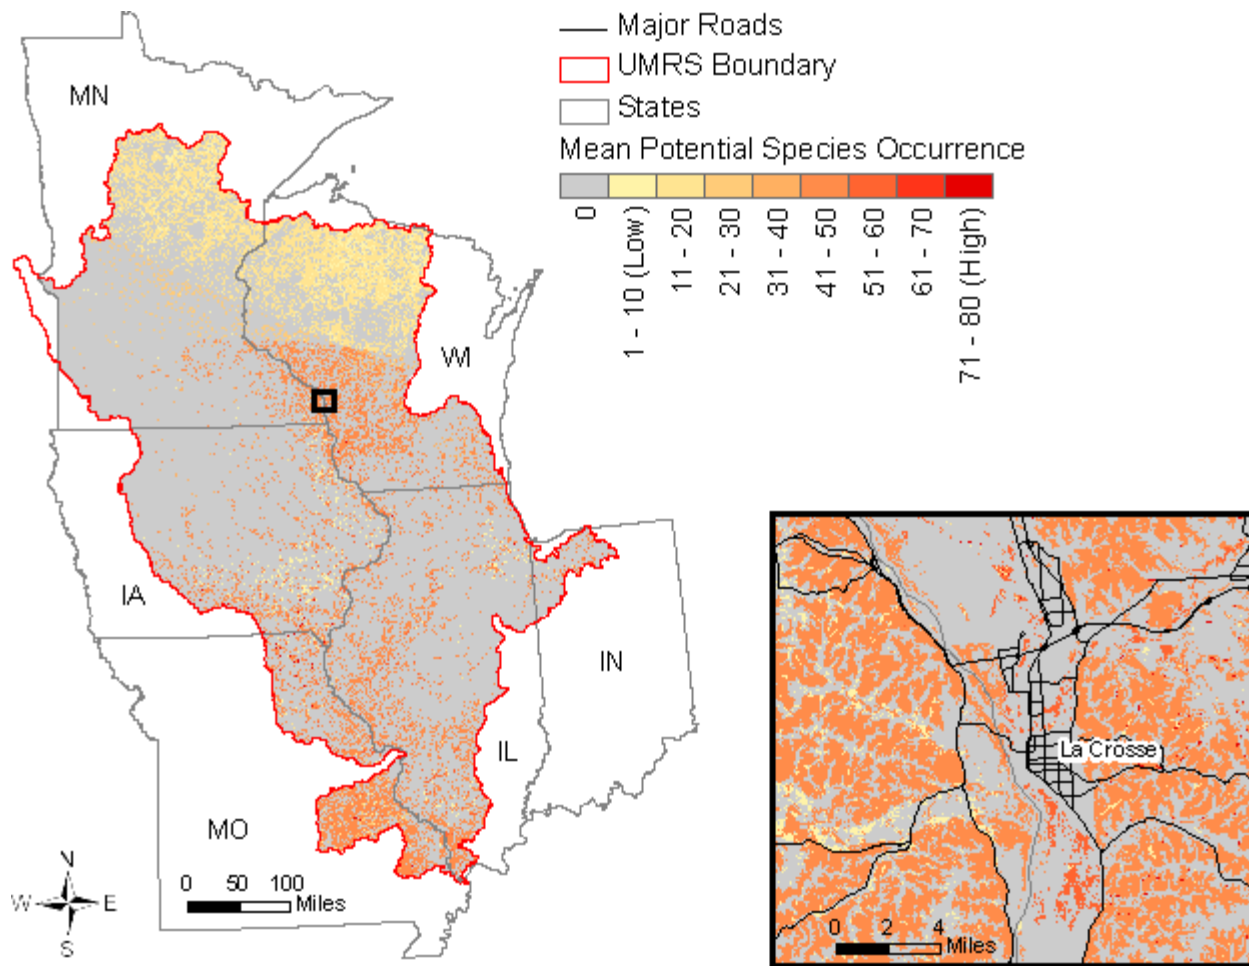 Major Roads
UMRS Boundary
States
Mean Potential Species Occurrence
0
1 - 10 (Low)
11 - 20
21 - 30
31 - 40
41 - 50
51 - 60
61 - 70
71 - 80 (High)
MN
WI
IA
IN
IL
MO
N
W E
S
0 50 100
Miles
La Crosse
0 2 4
Miles